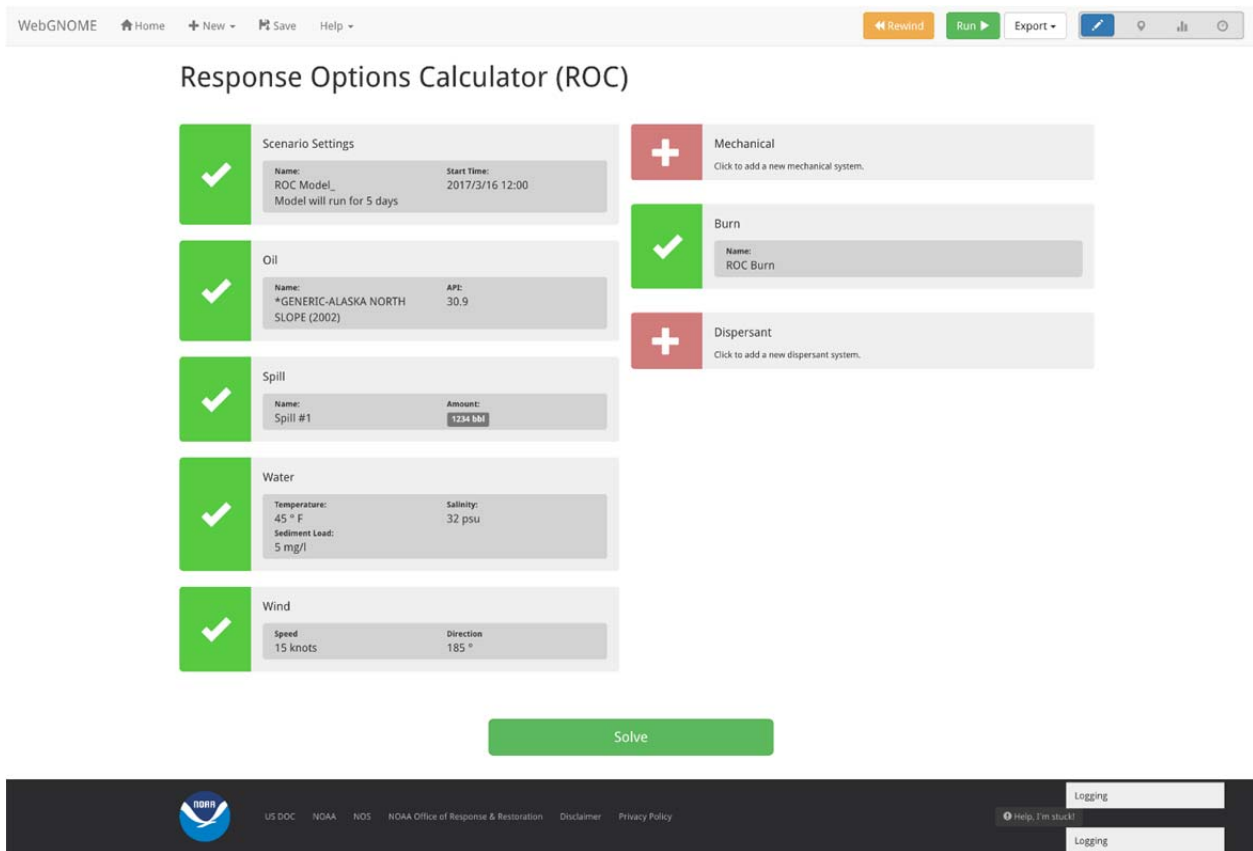 WebGNOME Home New Save Help Rewind Run Export
Response Options Calculator (ROC)
Scenario Settings
Name: Start Time:
ROC Model_ 2017/3/16 12:00
Model will run for 5 days
Oil
Name: API:
*GENERIC-ALASKA NORTH 30.9
SLOPE (2002)
Spill
Name: Amount:
Spill #1 1234 bbl
Water
Temperature: Salinity:
45 ° F 32 psu
Sediment Load:
5 mg/l
Wind
Speed Direction
15 knots 185 °
Mechanical
Click to add a new mechanical system.
Burn
Name:
ROC Burn
Dispersant
Click to add a new dispersant system.
Solve
NOAA
US DOC NOAA NOS NOAA Office of Response & Restoration Disclaimer Privacy Policy
Help, I'm stuck!
Logging
Logging